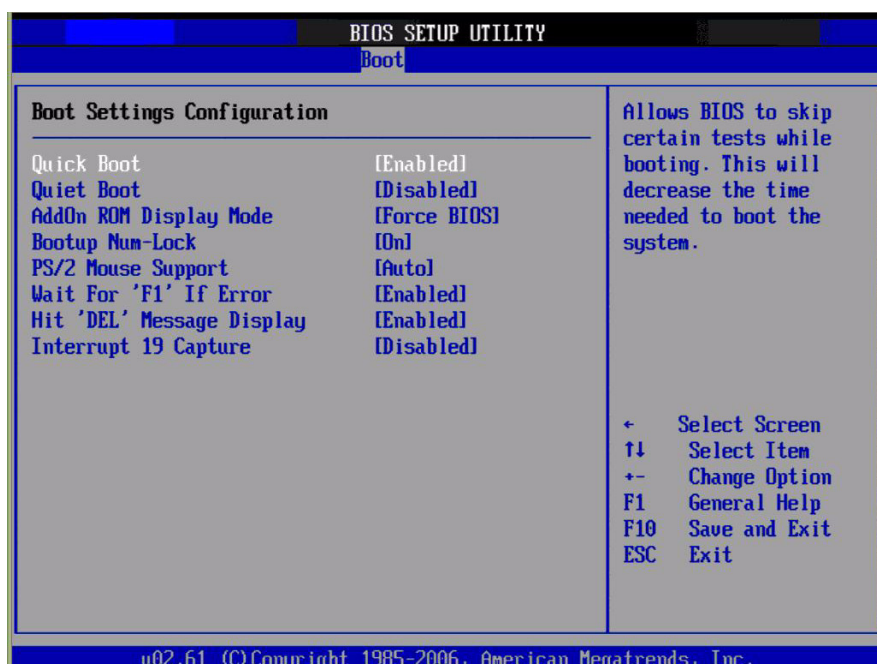 BIOS SETUP UTILITY
Boot
Boot Settings Configuration
Quick Boot [Enabled]
Quiet Boot [Disabled]
AddOn ROM Display Mode [Force BIOS]
Bootup Num-Lock [On]
PS/2 Mouse Support [Auto]
Wait For 'F1' If Error [Enabled]
Hit 'DEL' Message Display [Enabled]
Interrupt 19 Capture [Disabled]
Allows BIOS to skip
certain tests while
booting. This will
decrease the time
needed to boot the
system.
← Select Screen
↑↓ Select Item
+- Change Option
F1 General Help
F10 Save and Exit
ESC Exit
v02.61 (C)Copyright 1985-2006, American Megatrends, Inc.